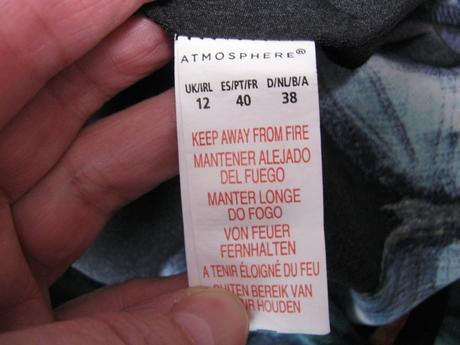 ATMOSPHERE®
UK/IRL ES/PT/FR D/NL/B/A
12 40 38
KEEP AWAY FROM FIRE
MANTENER ALEJADO
DEL FUEGO
MANTER LONGE
DO FOGO
VON FEUER
FERNHALTEN
A TENIR ÉLOIGNÉ DU FEU
BUITEN BEREIK VAN
HOUDEN